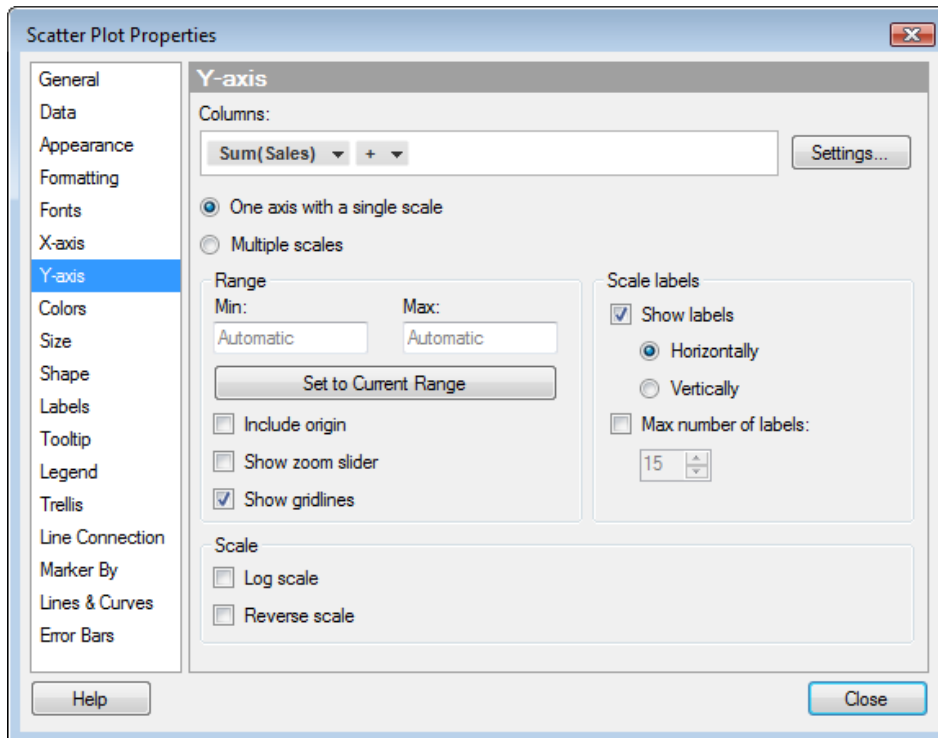 Scatter Plot Properties
General
Data
Appearance
Formatting
Fonts
X-axis
Y-axis
Colors
Size
Shape
Labels
Tooltip
Legend
Trellis
Line Connection
Marker By
Lines & Curves
Error Bars
Y-axis
Columns:
Sum(Sales) +
Settings...
One axis with a single scale
Multiple scales
Range
Min: Max:
Automatic Automatic
Set to Current Range
Include origin
Show zoom slider
Show gridlines
Scale labels
Show labels
Horizontally
Vertically
Max number of labels:
15
Scale
Log scale
Reverse scale
Help
Close